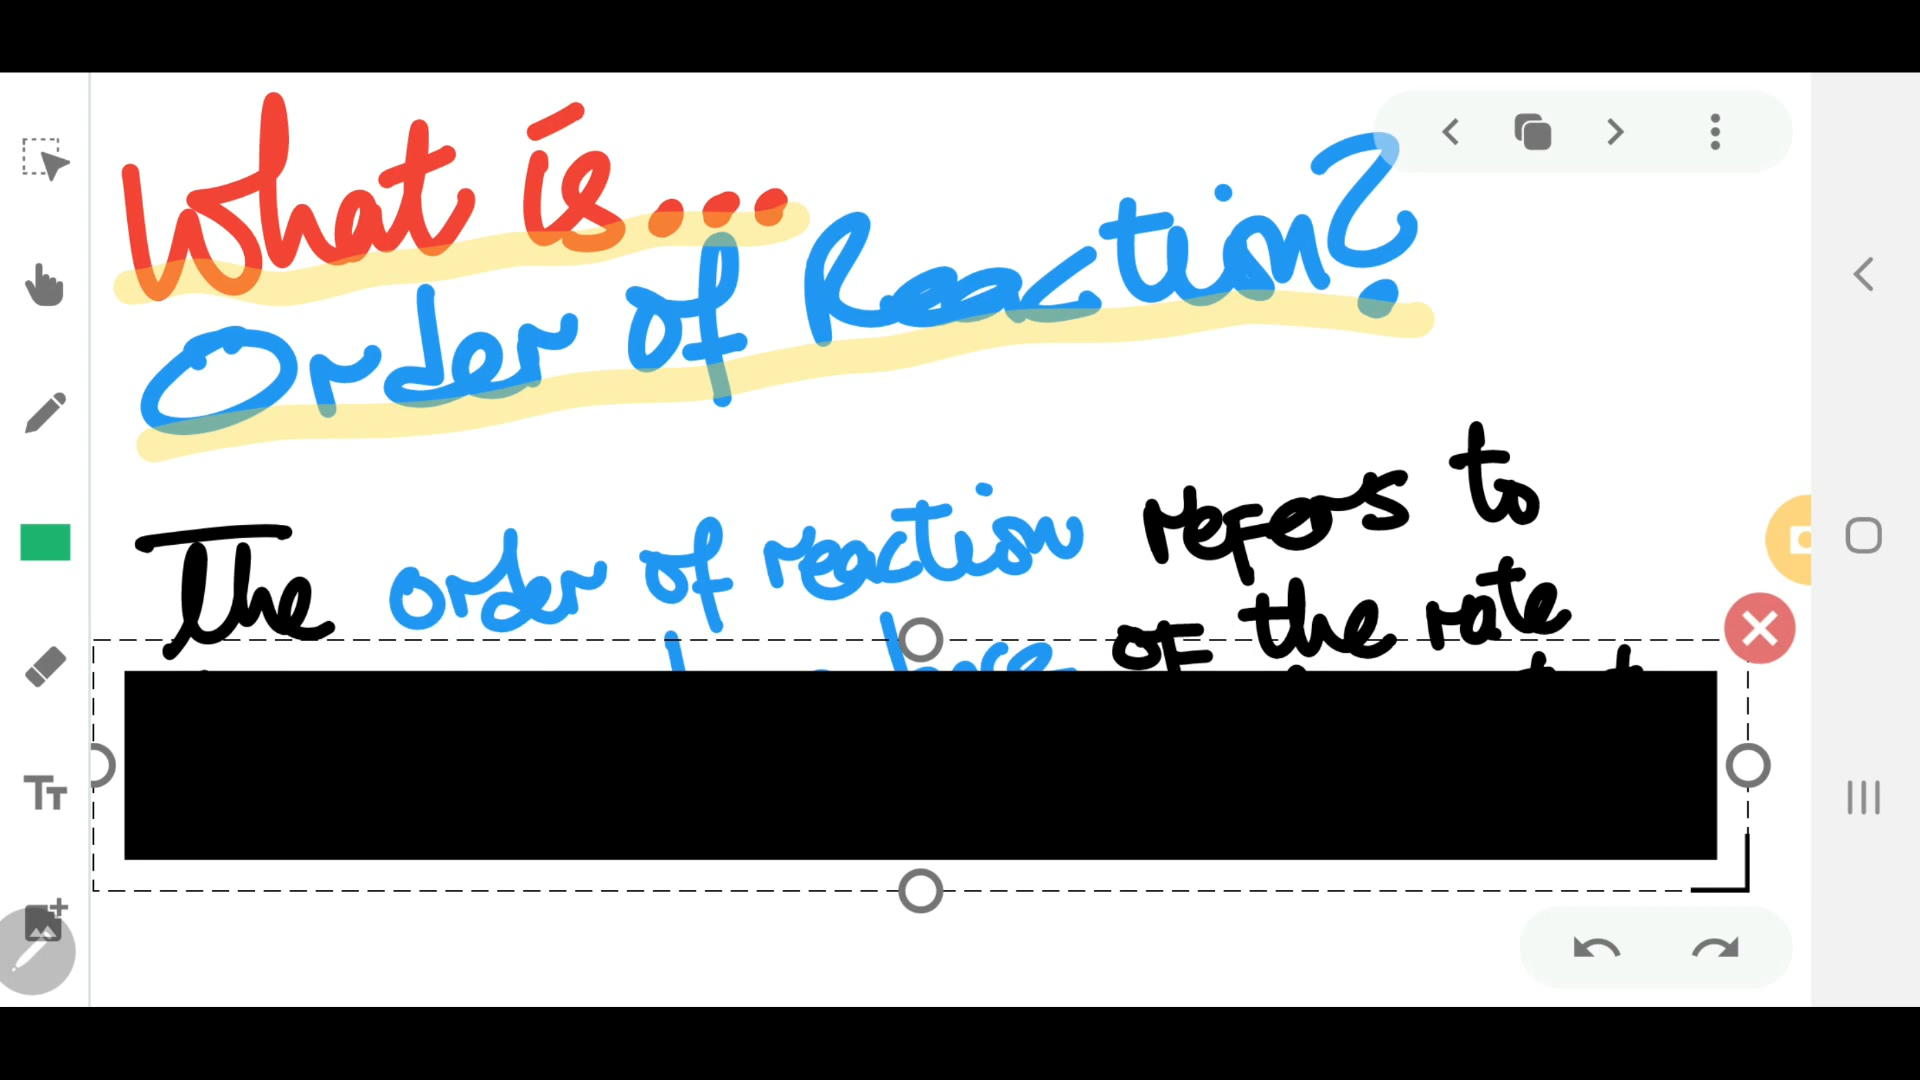 What is...
Order of Reaction?
The order of reaction refers to
of the rate